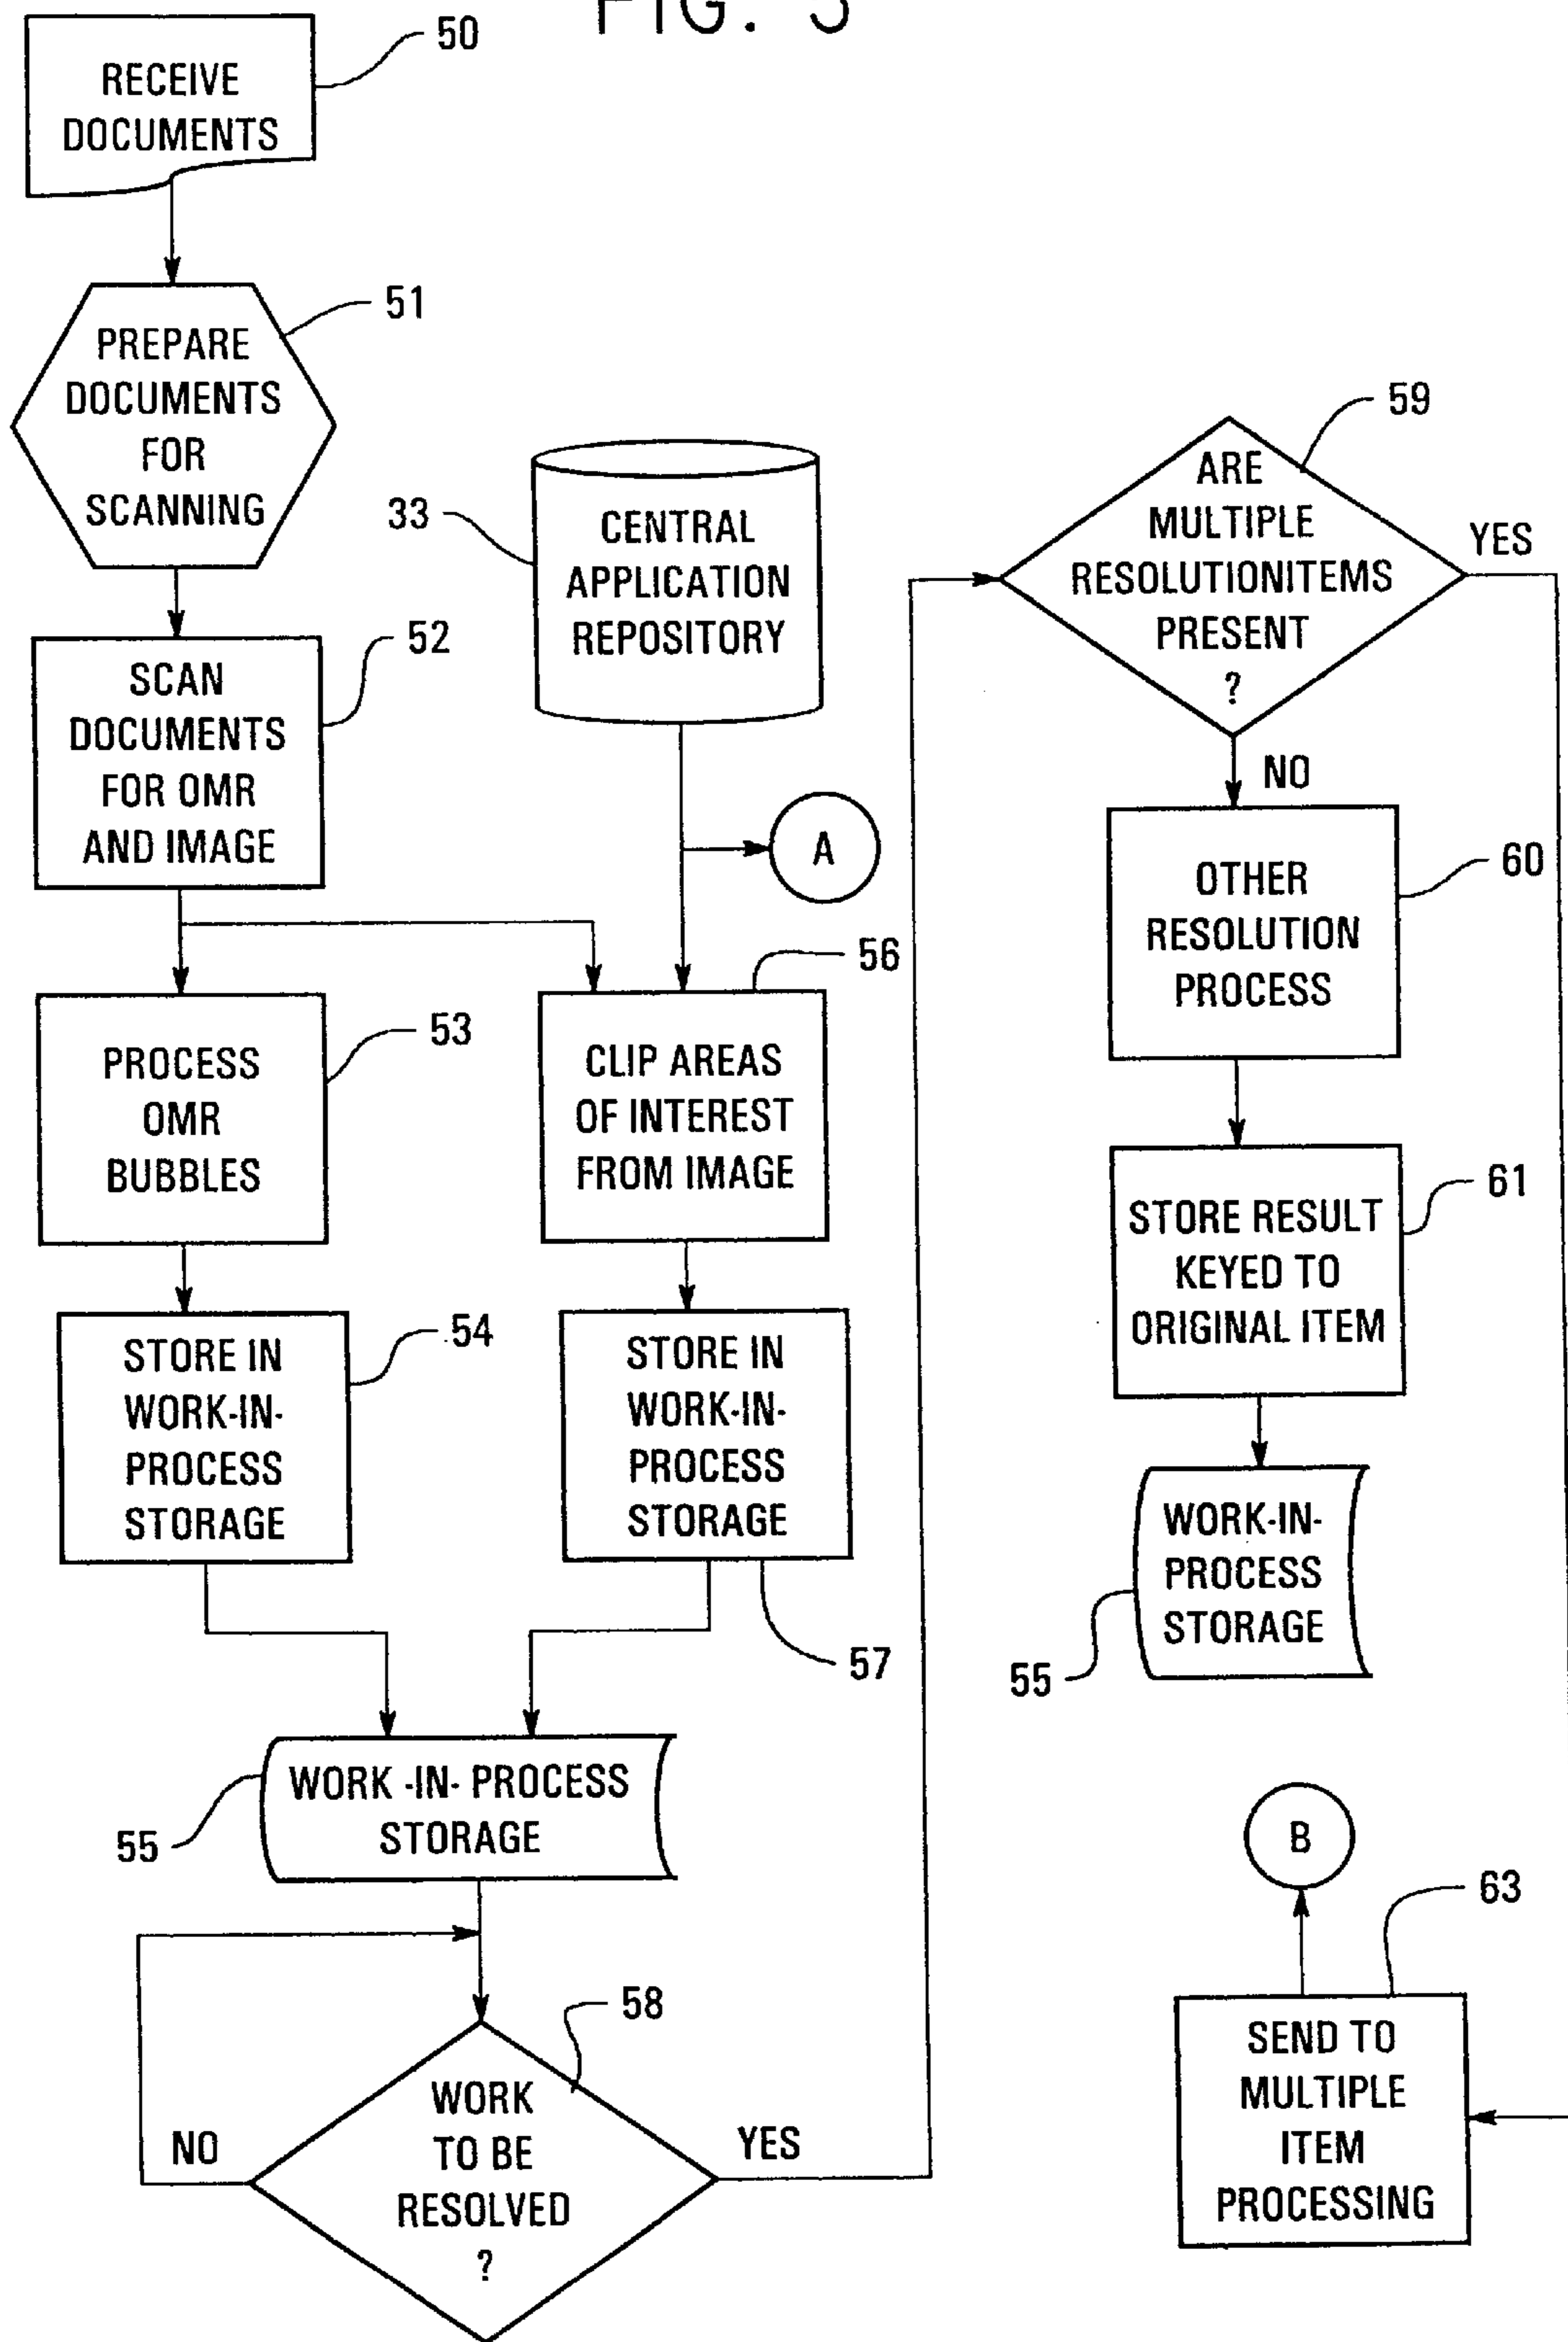 FIG. 5
50
RECEIVE
DOCUMENTS
51
PREPARE
DOCUMENTS
FOR
SCANNING
52
SCAN
DOCUMENTS
FOR OMR
AND IMAGE
33
CENTRAL
APPLICATION
REPOSITORY
A
53
PROCESS
OMR
BUBBLES
56
CLIP AREAS
OF INTEREST
FROM IMAGE
54
STORE IN
WORK-IN-
PROCESS
STORAGE
STORE IN
WORK-IN-
PROCESS
STORAGE
57
55
WORK -IN- PROCESS
STORAGE
58
WORK
TO BE
RESOLVED
?
NO
YES
59
ARE
MULTIPLE
RESOLUTIONITEMS
PRESENT
?
YES
NO
60
OTHER
RESOLUTION
PROCESS
61
STORE RESULT
KEYED TO
ORIGINAL ITEM
WORK-IN-
PROCESS
STORAGE
55
B
63
SEND TO
MULTIPLE
ITEM
PROCESSING